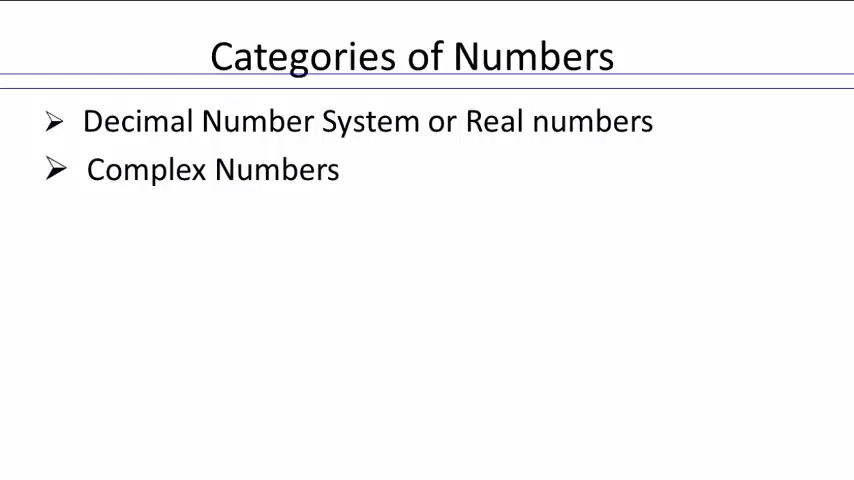 Categories of Numbers
➢ Decimal Number System or Real numbers
➢ Complex Numbers